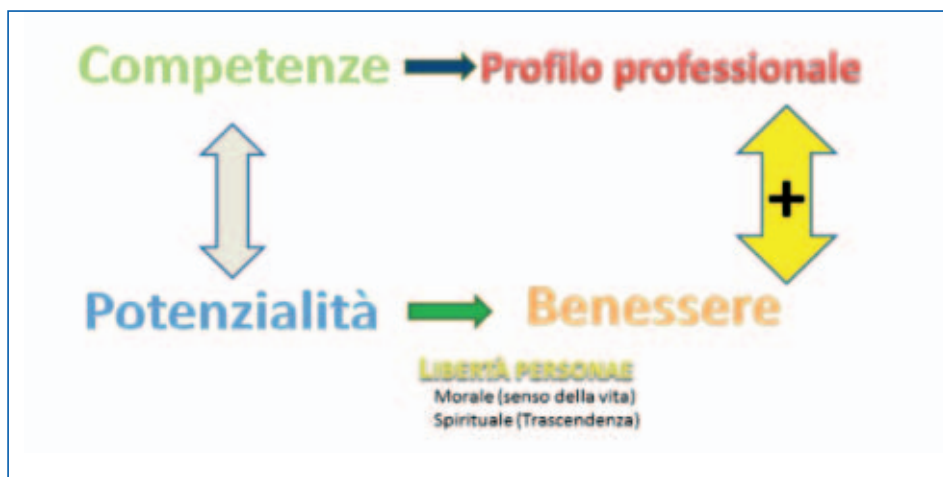 Competenze Profilo professionale
+
Potenzialità Benessere
LIBERTÀ PERSONAE
Morale (senso della vita)
Spirituale (Trascendenza)